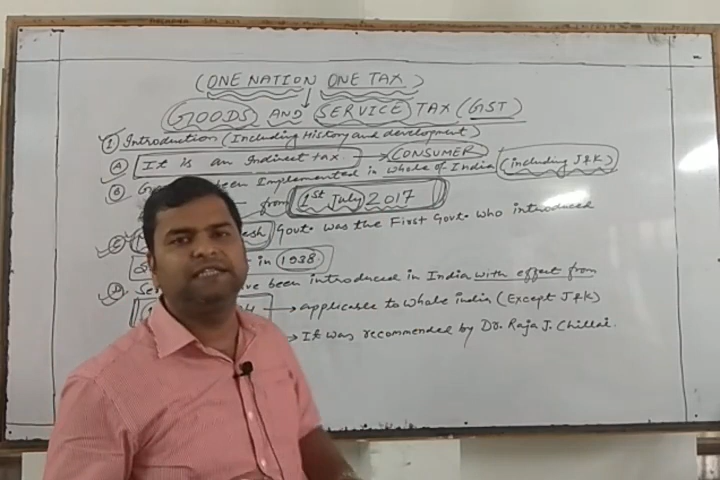 (ONE NATION ONE TAX)
GOODS AND SERVICE TAX (GST)
① Introduction (Including History and development)
Ⓐ It is an Indirect tax. → CONSUMER
Ⓑ been Implemented in whole of India (including J&K)
from 1st July 2017
Ⓒ Govt. was the First Govt. who introduced
in 1938.
Ⓓ have been introduced in India with effect from
→ applicable to whole india (Except J&K)
→ It was recommended by Dr. Raja J. Chillai.